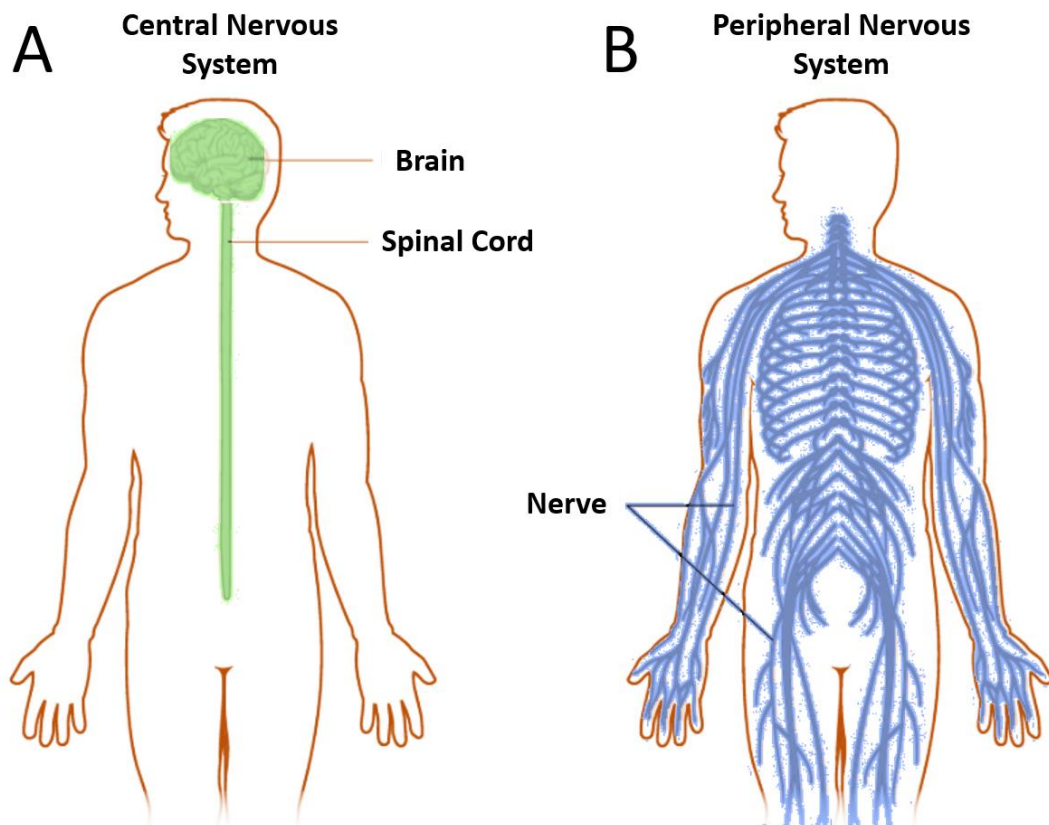 A
Central Nervous
System
Brain
Spinal Cord
B
Peripheral Nervous
System
Nerve